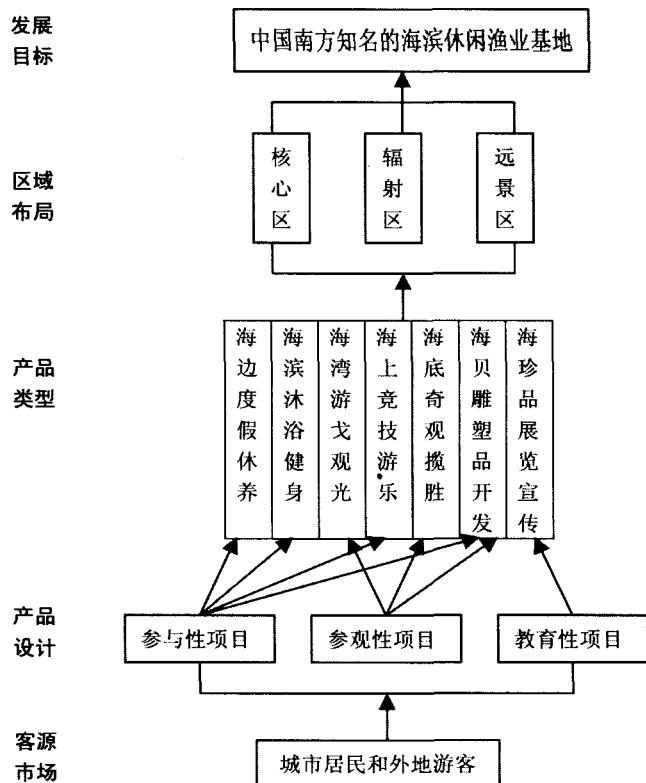 发展
目标
中国南方知名的海滨休闲渔业基地
区域
布局
核心区
辐射区
远景区
产品
类型
海边度假休养
海滨沐浴健身
海湾游戈观光
海上竞技游乐
海底奇观揽胜
海贝雕塑品开发
海珍品展览宣传
产品
设计
参与性项目
参观性项目
教育性项目
客源
市场
城市居民和外地游客